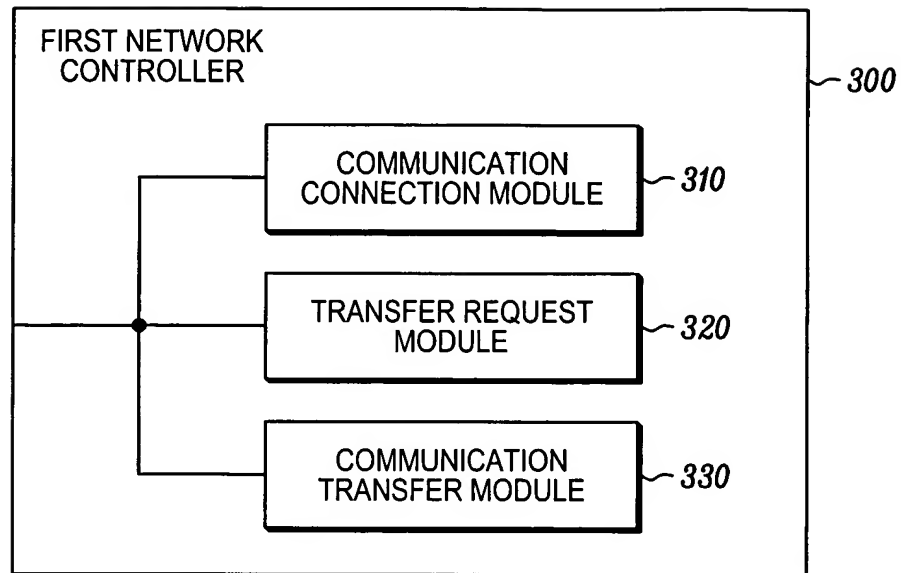 FIRST NETWORK
CONTROLLER
300
COMMUNICATION
CONNECTION MODULE
310
TRANSFER REQUEST
MODULE
320
COMMUNICATION
TRANSFER MODULE
330